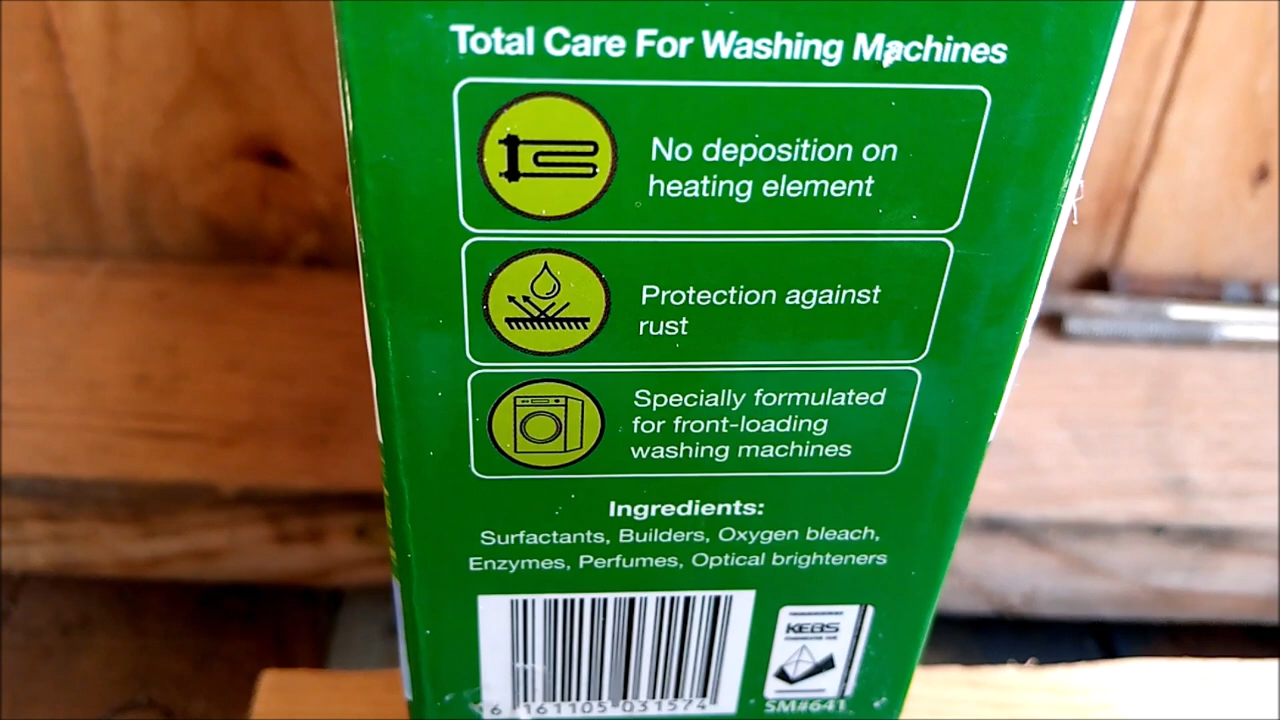 Total Care For Washing Machines
No deposition on
heating element
Protection against
rust
Specially formulated
for front-loading
washing machines
Ingredients:
Surfactants, Builders, Oxygen bleach,
Enzymes, Perfumes, Optical brighteners
KEBS
6 161105 031574
SM#641